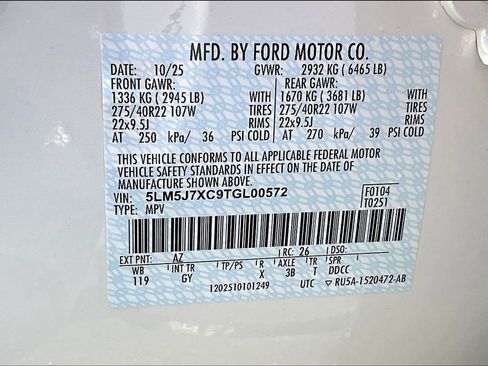 MFD. BY FORD MOTOR CO.
DATE: 10/25 GVWR: 2932 KG ( 6465 LB)
FRONT GAWR: REAR GAWR:
1336 KG ( 2945 LB) WITH 1670 KG ( 3681 LB) WITH
275/40R22 107W TIRES 275/40R22 107W TIRES
22x9.5J RIMS 22x9.5J RIMS
AT 250 kPa/ 36 PSI COLD AT 270 kPa/ 39 PSI COLD
THIS VEHICLE CONFORMS TO ALL APPLICABLE FEDERAL MOTOR
VEHICLE SAFETY STANDARDS IN EFFECT ON THE DATE OF
MANUFACTURE SHOWN ABOVE.
VIN: 5LM5J7XC9TGL00572 F0104
TYPE: MPV T0251
EXT PNT: AZ RC: 26 DSO:
WB INT TR TP/PS R AXLE TR SPR
119 GY X 3B T DDCC
1202510101249 UTC RU5A-1520472-AB